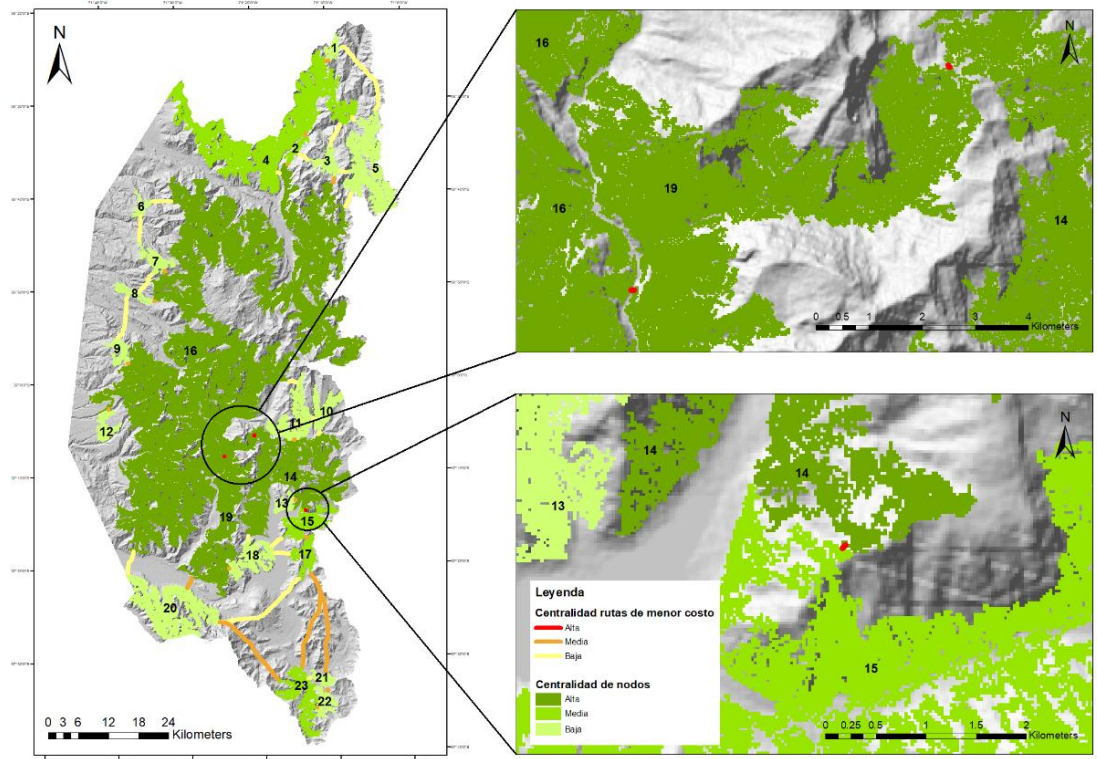 N
1
2
4
3
5
6
7
8
9
16
10
11
12
14
13
15
19
18
17
20
21
23
22
0 3 6 12 18 24
Kilometers
16
N
19
16
14
0 0.5 1 2 3 4
Kilometers
N
14
14
13
15
Leyenda
Centralidad rutas de menor costo
Alta
Media
Baja
Centralidad de nodos
Alta
Media
Baja
0 0.25 0.5 1 1.5 2
Kilometers